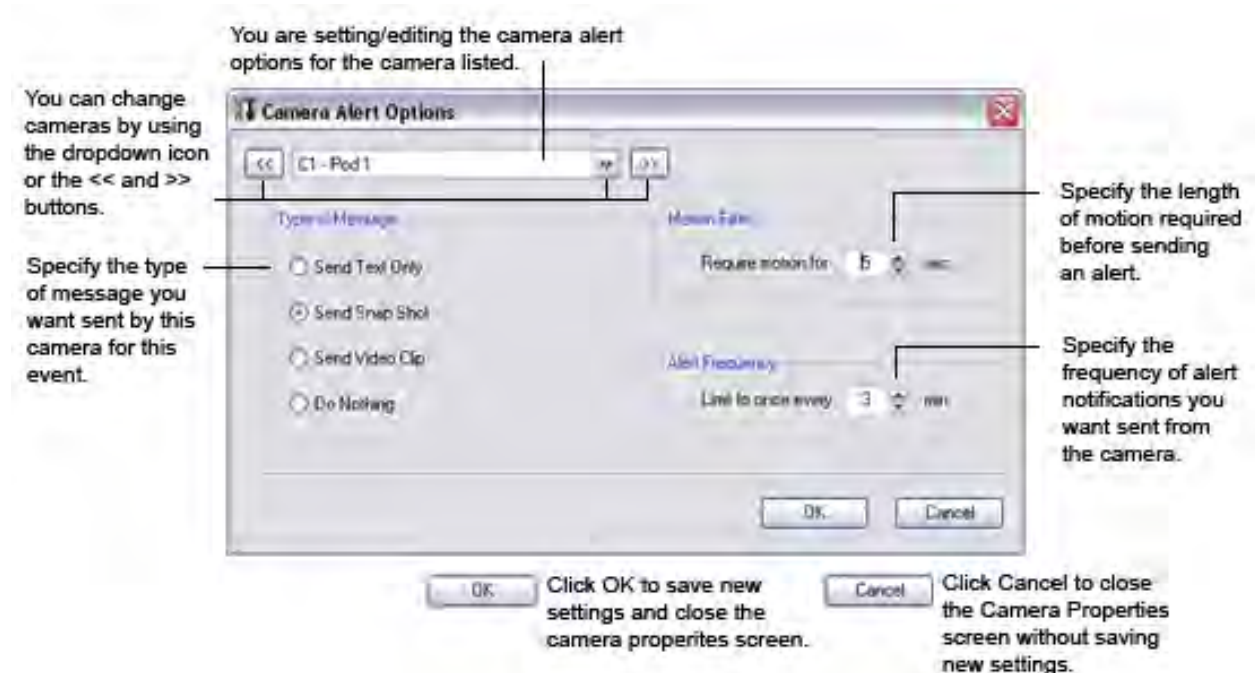 You are setting/editing the camera alert
options for the camera listed.
You can change
cameras by using
the dropdown icon
or the << and >>
buttons.
Camera Alert Options
<<
C1 - Pod 1
>>
Type of Message
Send Text Only
Send Snap Shot
Send Video Clip
Do Nothing
Specify the type
of message you
want sent by this
camera for this
event.
Motion Filter
Require motion for 5 sec
Specify the length
of motion required
before sending
an alert.
Alert Frequency
Limit to once every 3 min
Specify the
frequency of alert
notifications you
want sent from
the camera.
OK
Cancel
OK
Click OK to save new
settings and close the
camera properites screen.
Cancel
Click Cancel to close
the Camera Properties
screen without saving
new settings.